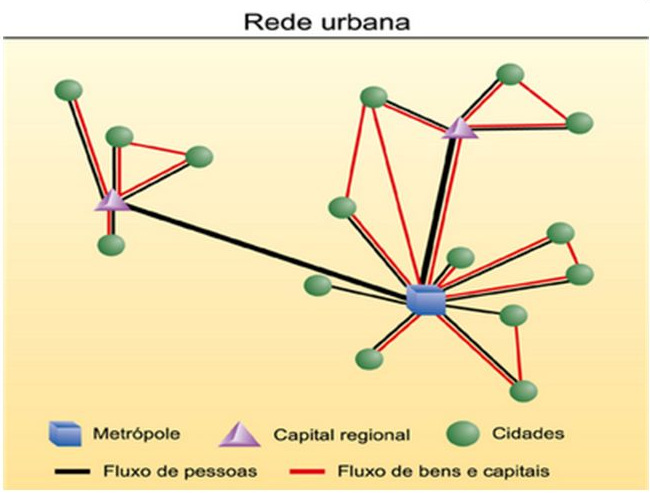 Rede urbana
Metrópole
Capital regional
Cidades
Fluxo de pessoas
Fluxo de bens e capitais